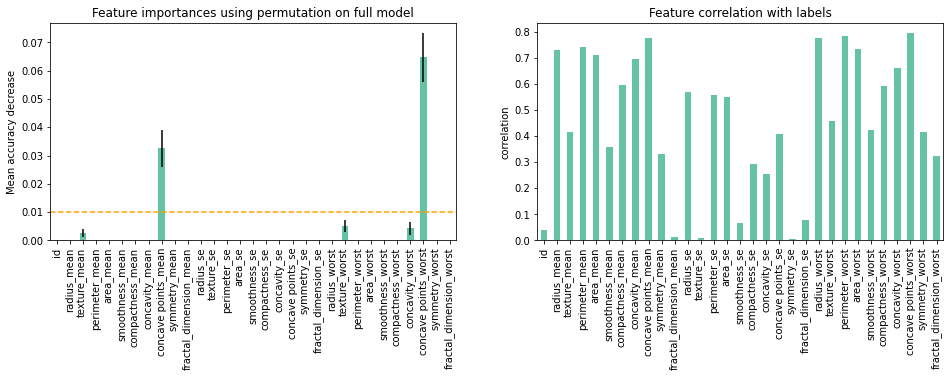 Feature importances using permutation on full model
Mean accuracy decrease
0.07
0.06
0.05
0.04
0.03
0.02
0.01
0.00
id
radius_mean
texture_mean
perimeter_mean
area_mean
smoothness_mean
compactness_mean
concavity_mean
concave points_mean
symmetry_mean
fractal_dimension_mean
radius_se
texture_se
perimeter_se
area_se
smoothness_se
compactness_se
concavity_se
concave points_se
symmetry_se
fractal_dimension_se
radius_worst
texture_worst
perimeter_worst
area_worst
smoothness_worst
compactness_worst
concavity_worst
concave points_worst
symmetry_worst
fractal_dimension_worst
Feature correlation with labels
correlation
0.8
0.7
0.6
0.5
0.4
0.3
0.2
0.1
0.0
id
radius_mean
texture_mean
perimeter_mean
area_mean
smoothness_mean
compactness_mean
concavity_mean
concave points_mean
symmetry_mean
fractal_dimension_mean
radius_se
texture_se
perimeter_se
area_se
smoothness_se
compactness_se
concavity_se
concave points_se
symmetry_se
fractal_dimension_se
radius_worst
texture_worst
perimeter_worst
area_worst
smoothness_worst
compactness_worst
concavity_worst
concave points_worst
symmetry_worst
fractal_dimension_worst